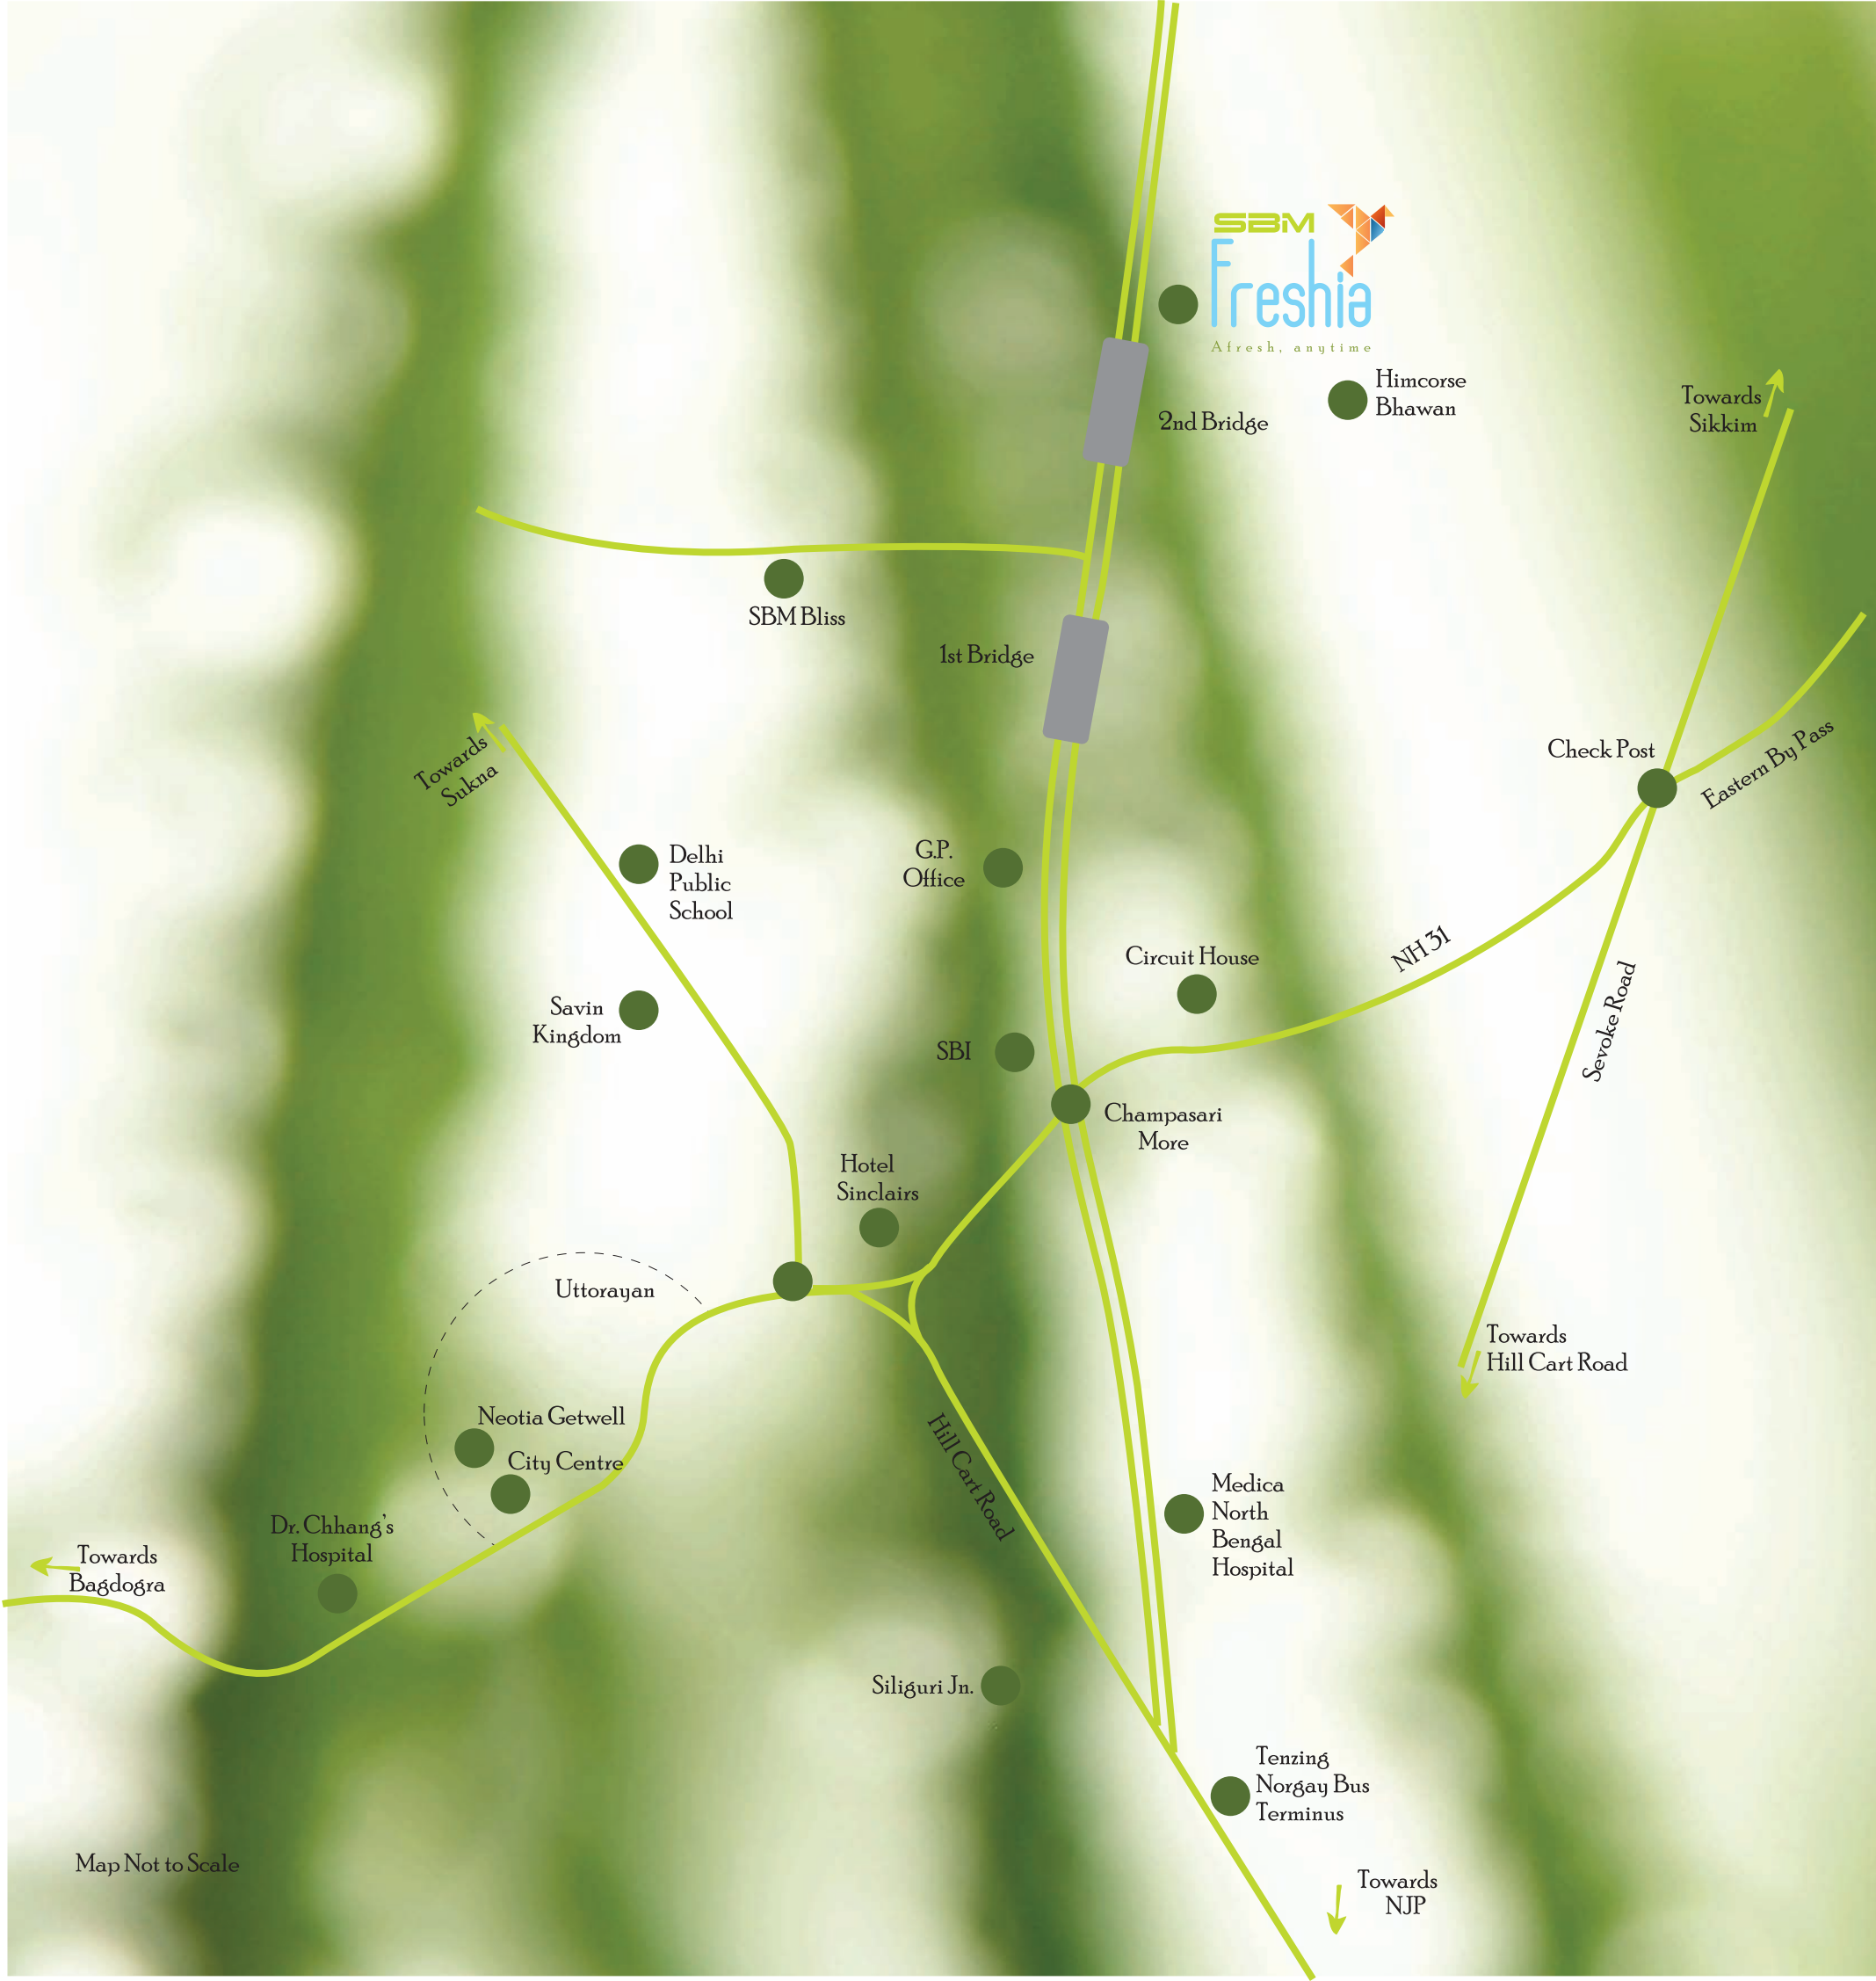 SBM
Freshia
Afresh, anytime
Himcorse
Bhawan
Towards
Sikkim
2nd Bridge
SBM Bliss
1st Bridge
Towards
Sukna
Check Post
Eastern By Pass
Delhi
Public
School
G.P.
Office
Circuit House
NH 31
Savin
Kingdom
SBI
Sevoke Road
Champasari
More
Hotel
Sinclairs
Uttorayan
Towards
Hill Cart Road
Neotia Getwell
City Centre
Hill Cart Road
Medica
North
Bengal
Hospital
Dr. Chhang's
Hospital
Towards
Bagdogra
Siliguri Jn.
Tenzing
Norgay Bus
Terminus
Map Not to Scale
Towards
NJP